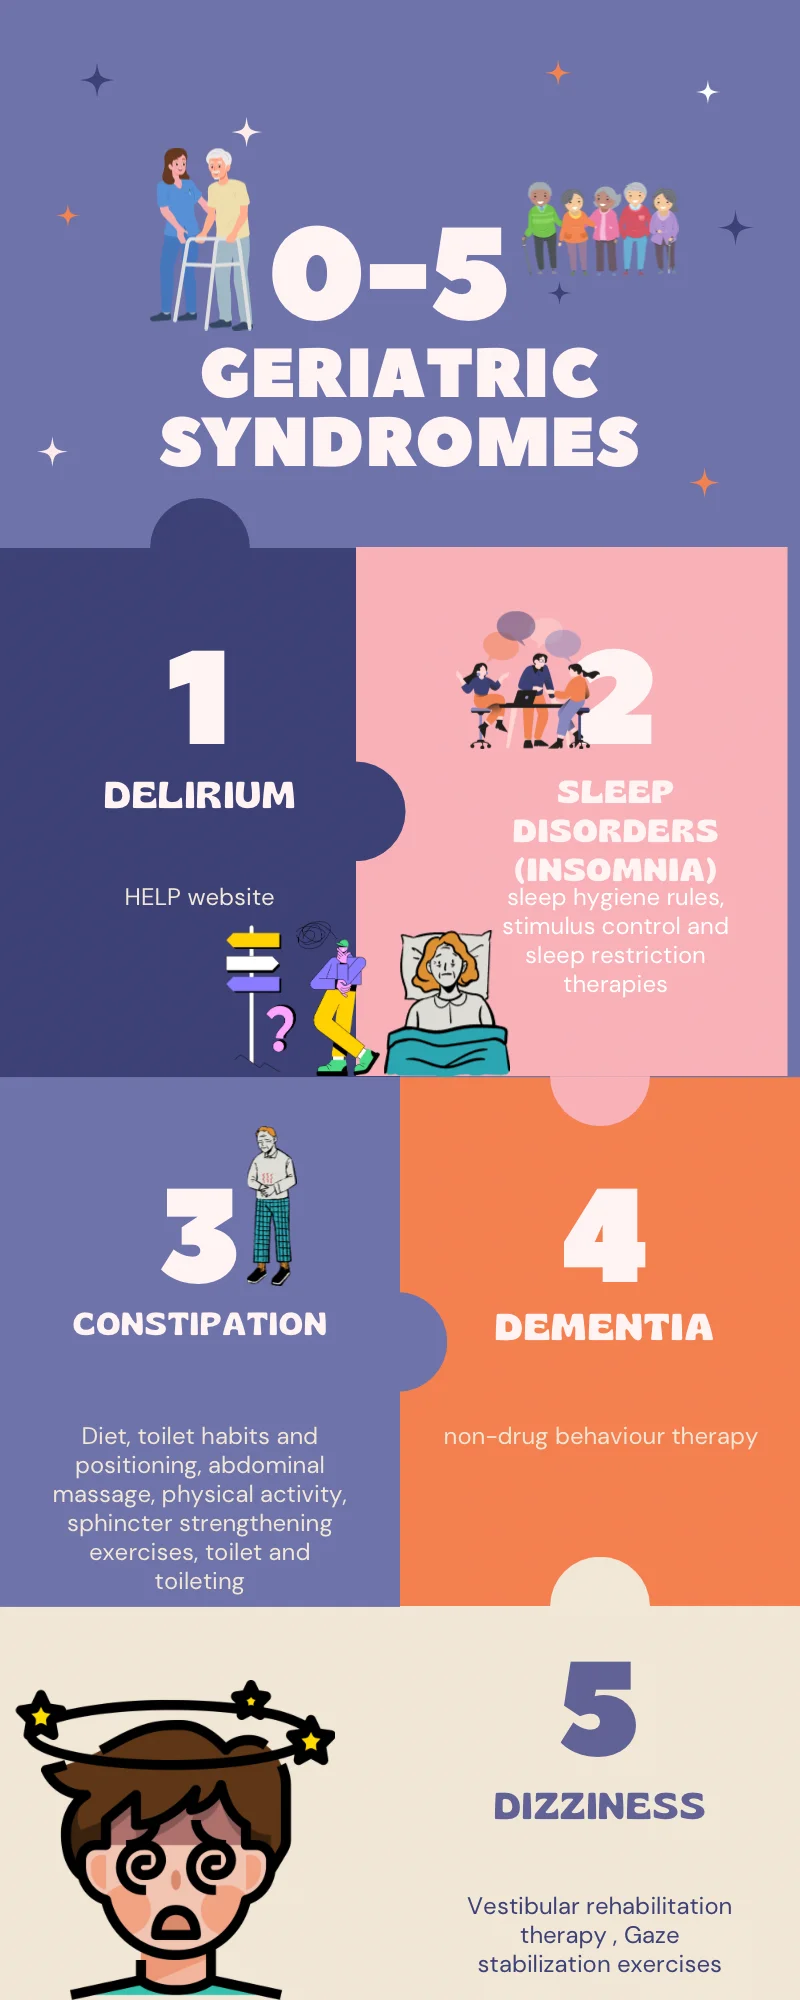 0-5
GERIATRIC
SYNDROMES
1
DELIRIUM
HELP website
2
SLEEP
DISORDERS
(INSOMNIA)
sleep hygiene rules,
stimulus control and
sleep restriction
therapies
?
3
CONSTIPATION
Diet, toilet habits and
positioning, abdominal
massage, physical activity,
sphincter strengthening
exercises, toilet and
toileting
4
DEMENTIA
non-drug behaviour therapy
5
DIZZINESS
Vestibular rehabilitation
therapy , Gaze
stabilization exercises